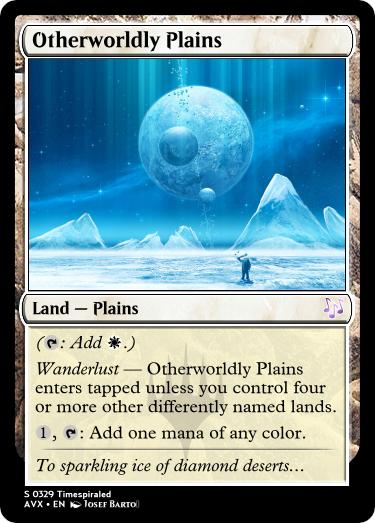 Otherworldly Plains
Land — Plains
(T: Add W.)
Wanderlust — Otherworldly Plains
enters tapped unless you control four
or more other differently named lands.
1, T: Add one mana of any color.
To sparkling ice of diamond deserts…
S 0329 Timespiraled
AVX • EN Josef Barto